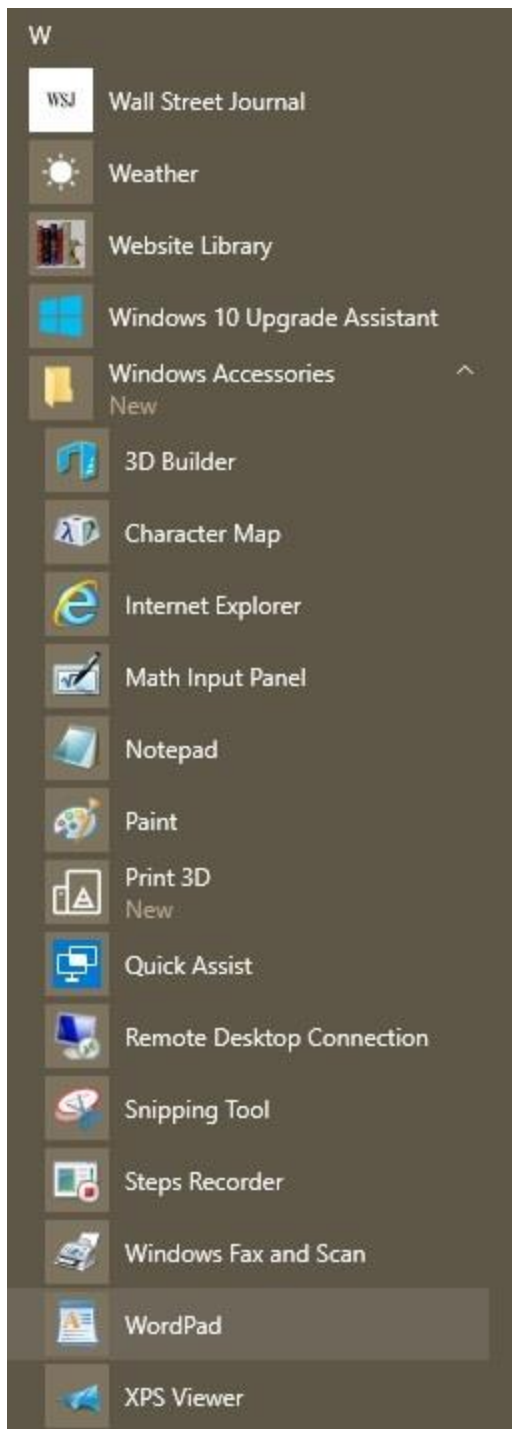 W
WSJ
Wall Street Journal
Weather
Website Library
Windows 10 Upgrade Assistant
Windows Accessories
New
3D Builder
Character Map
Internet Explorer
Math Input Panel
Notepad
Paint
Print 3D
New
Quick Assist
Remote Desktop Connection
Snipping Tool
Steps Recorder
Windows Fax and Scan
WordPad
XPS Viewer